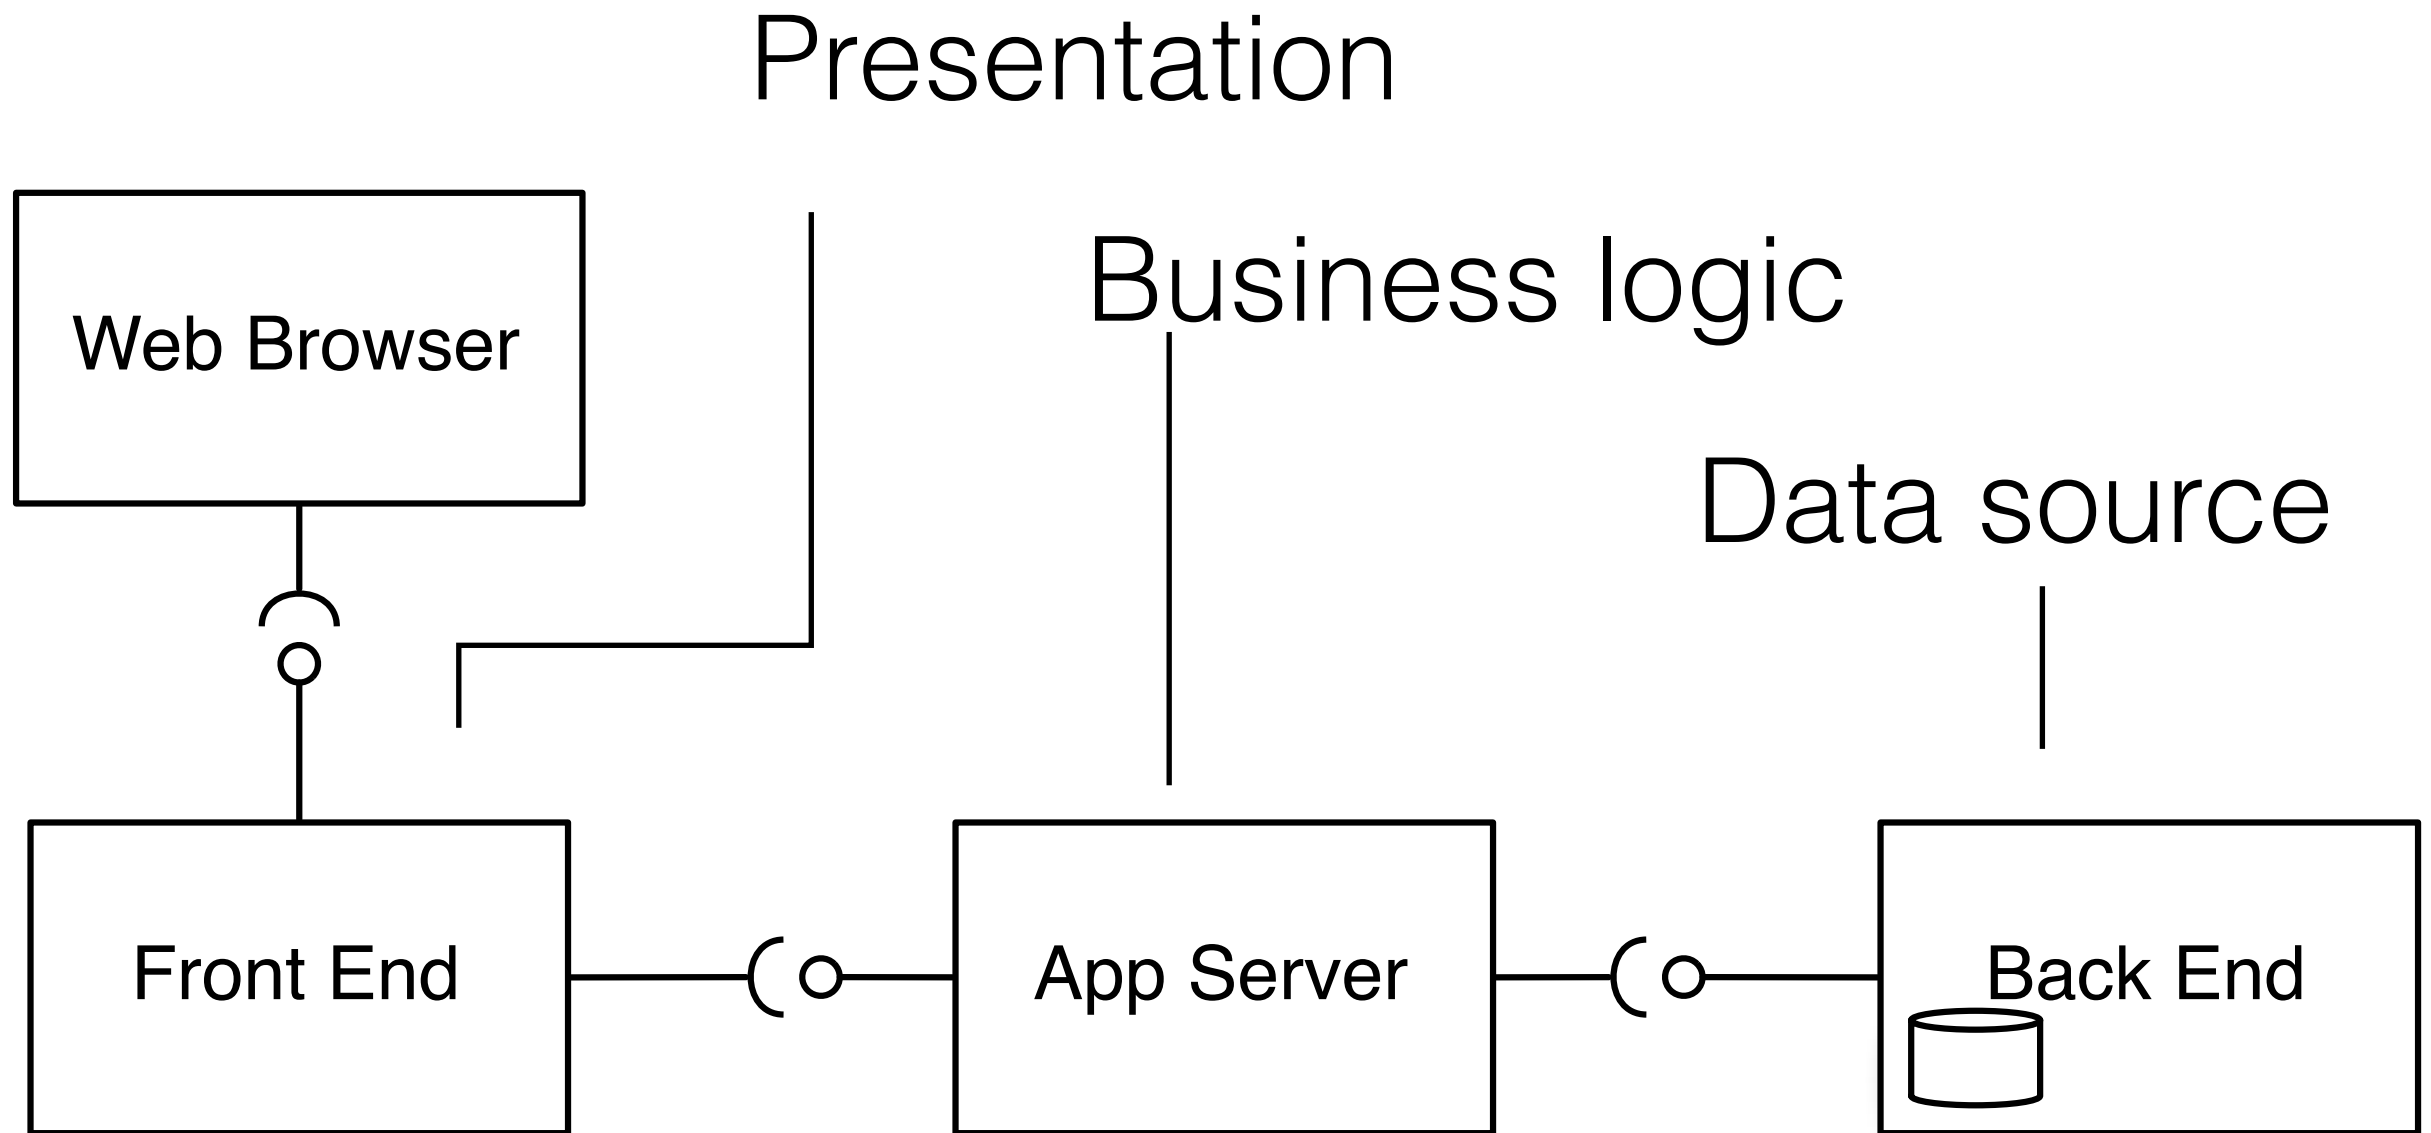 Presentation
Business logic
Web Browser
Data source
Front End
App Server
Back End